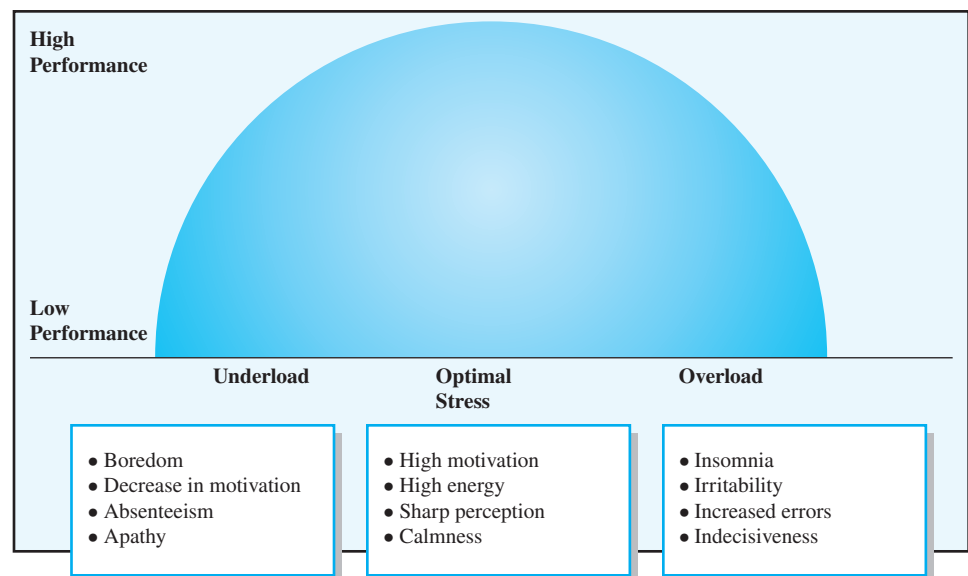 High
Performance
Low
Performance
Underload
Optimal
Stress
Overload
● Boredom
● Decrease in motivation
● Absenteeism
● Apathy
● High motivation
● High energy
● Sharp perception
● Calmness
● Insomnia
● Irritability
● Increased errors
● Indecisiveness